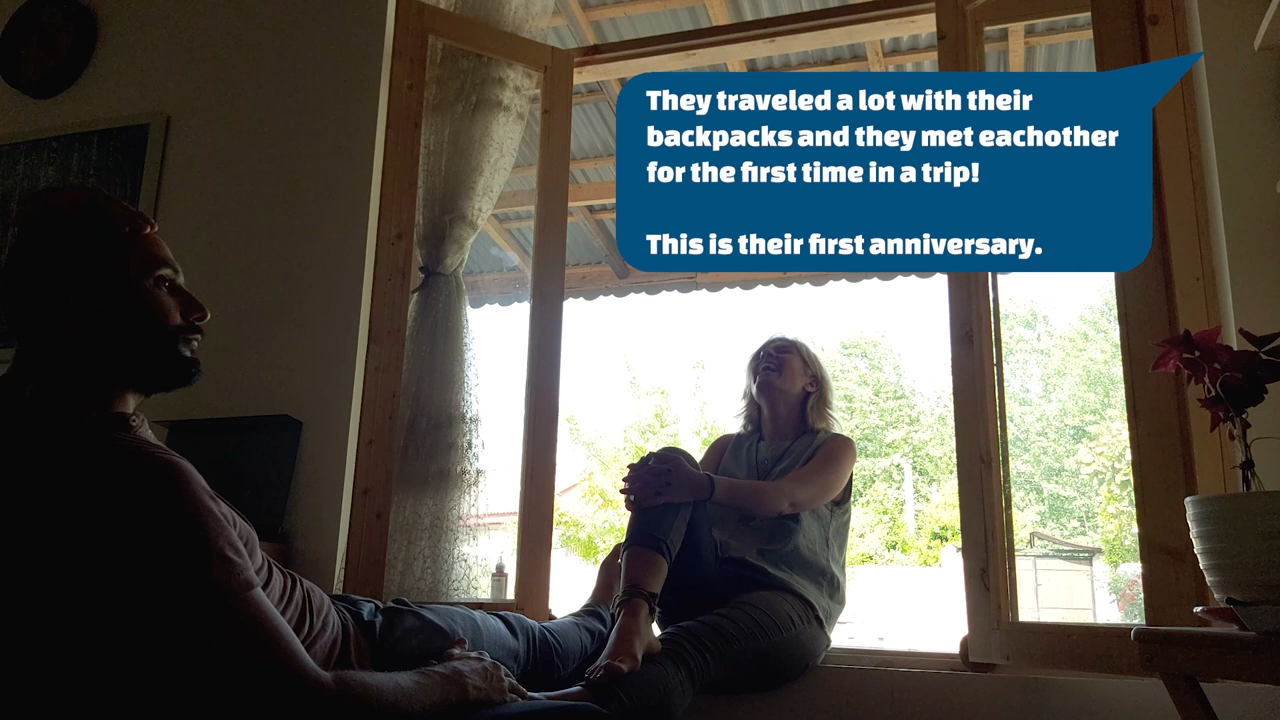 They traveled a lot with their
backpacks and they met eachother
for the first time in a trip!
This is their first anniversary.